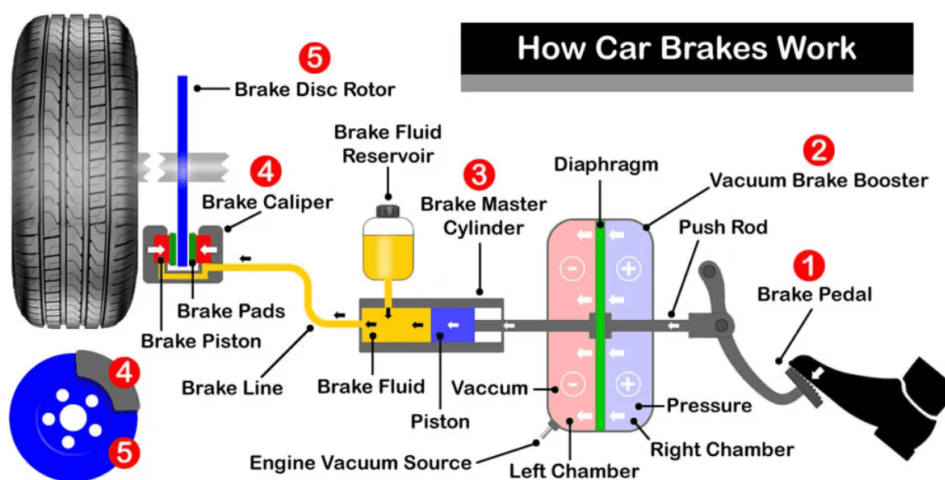 How Car Brakes Work
5
Brake Disc Rotor
Brake Fluid
Reservoir
4
Brake Caliper
3
Brake Master
Cylinder
Diaphragm
2
Vacuum Brake Booster
Push Rod
1
Brake Pedal
Brake Pads
Brake Piston
Brake Line
Brake Fluid
Piston
Vaccum
Pressure
Engine Vacuum Source
Left Chamber
Right Chamber
4
5